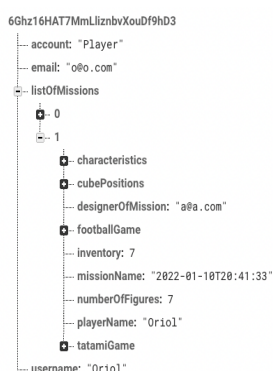 6Ghz16HAT7MmLliznbvXouDf9hD3
account: "Player"
email: "o@o.com"
listOfMissions
0
1
characteristics
cubePositions
designerOfMission: "a@a.com"
footballGame
inventory: 7
missionName: "2022-01-10T20:41:33"
numberOfFigures: 7
playerName: "Oriol"
tatamiGame
username: "Oriol"